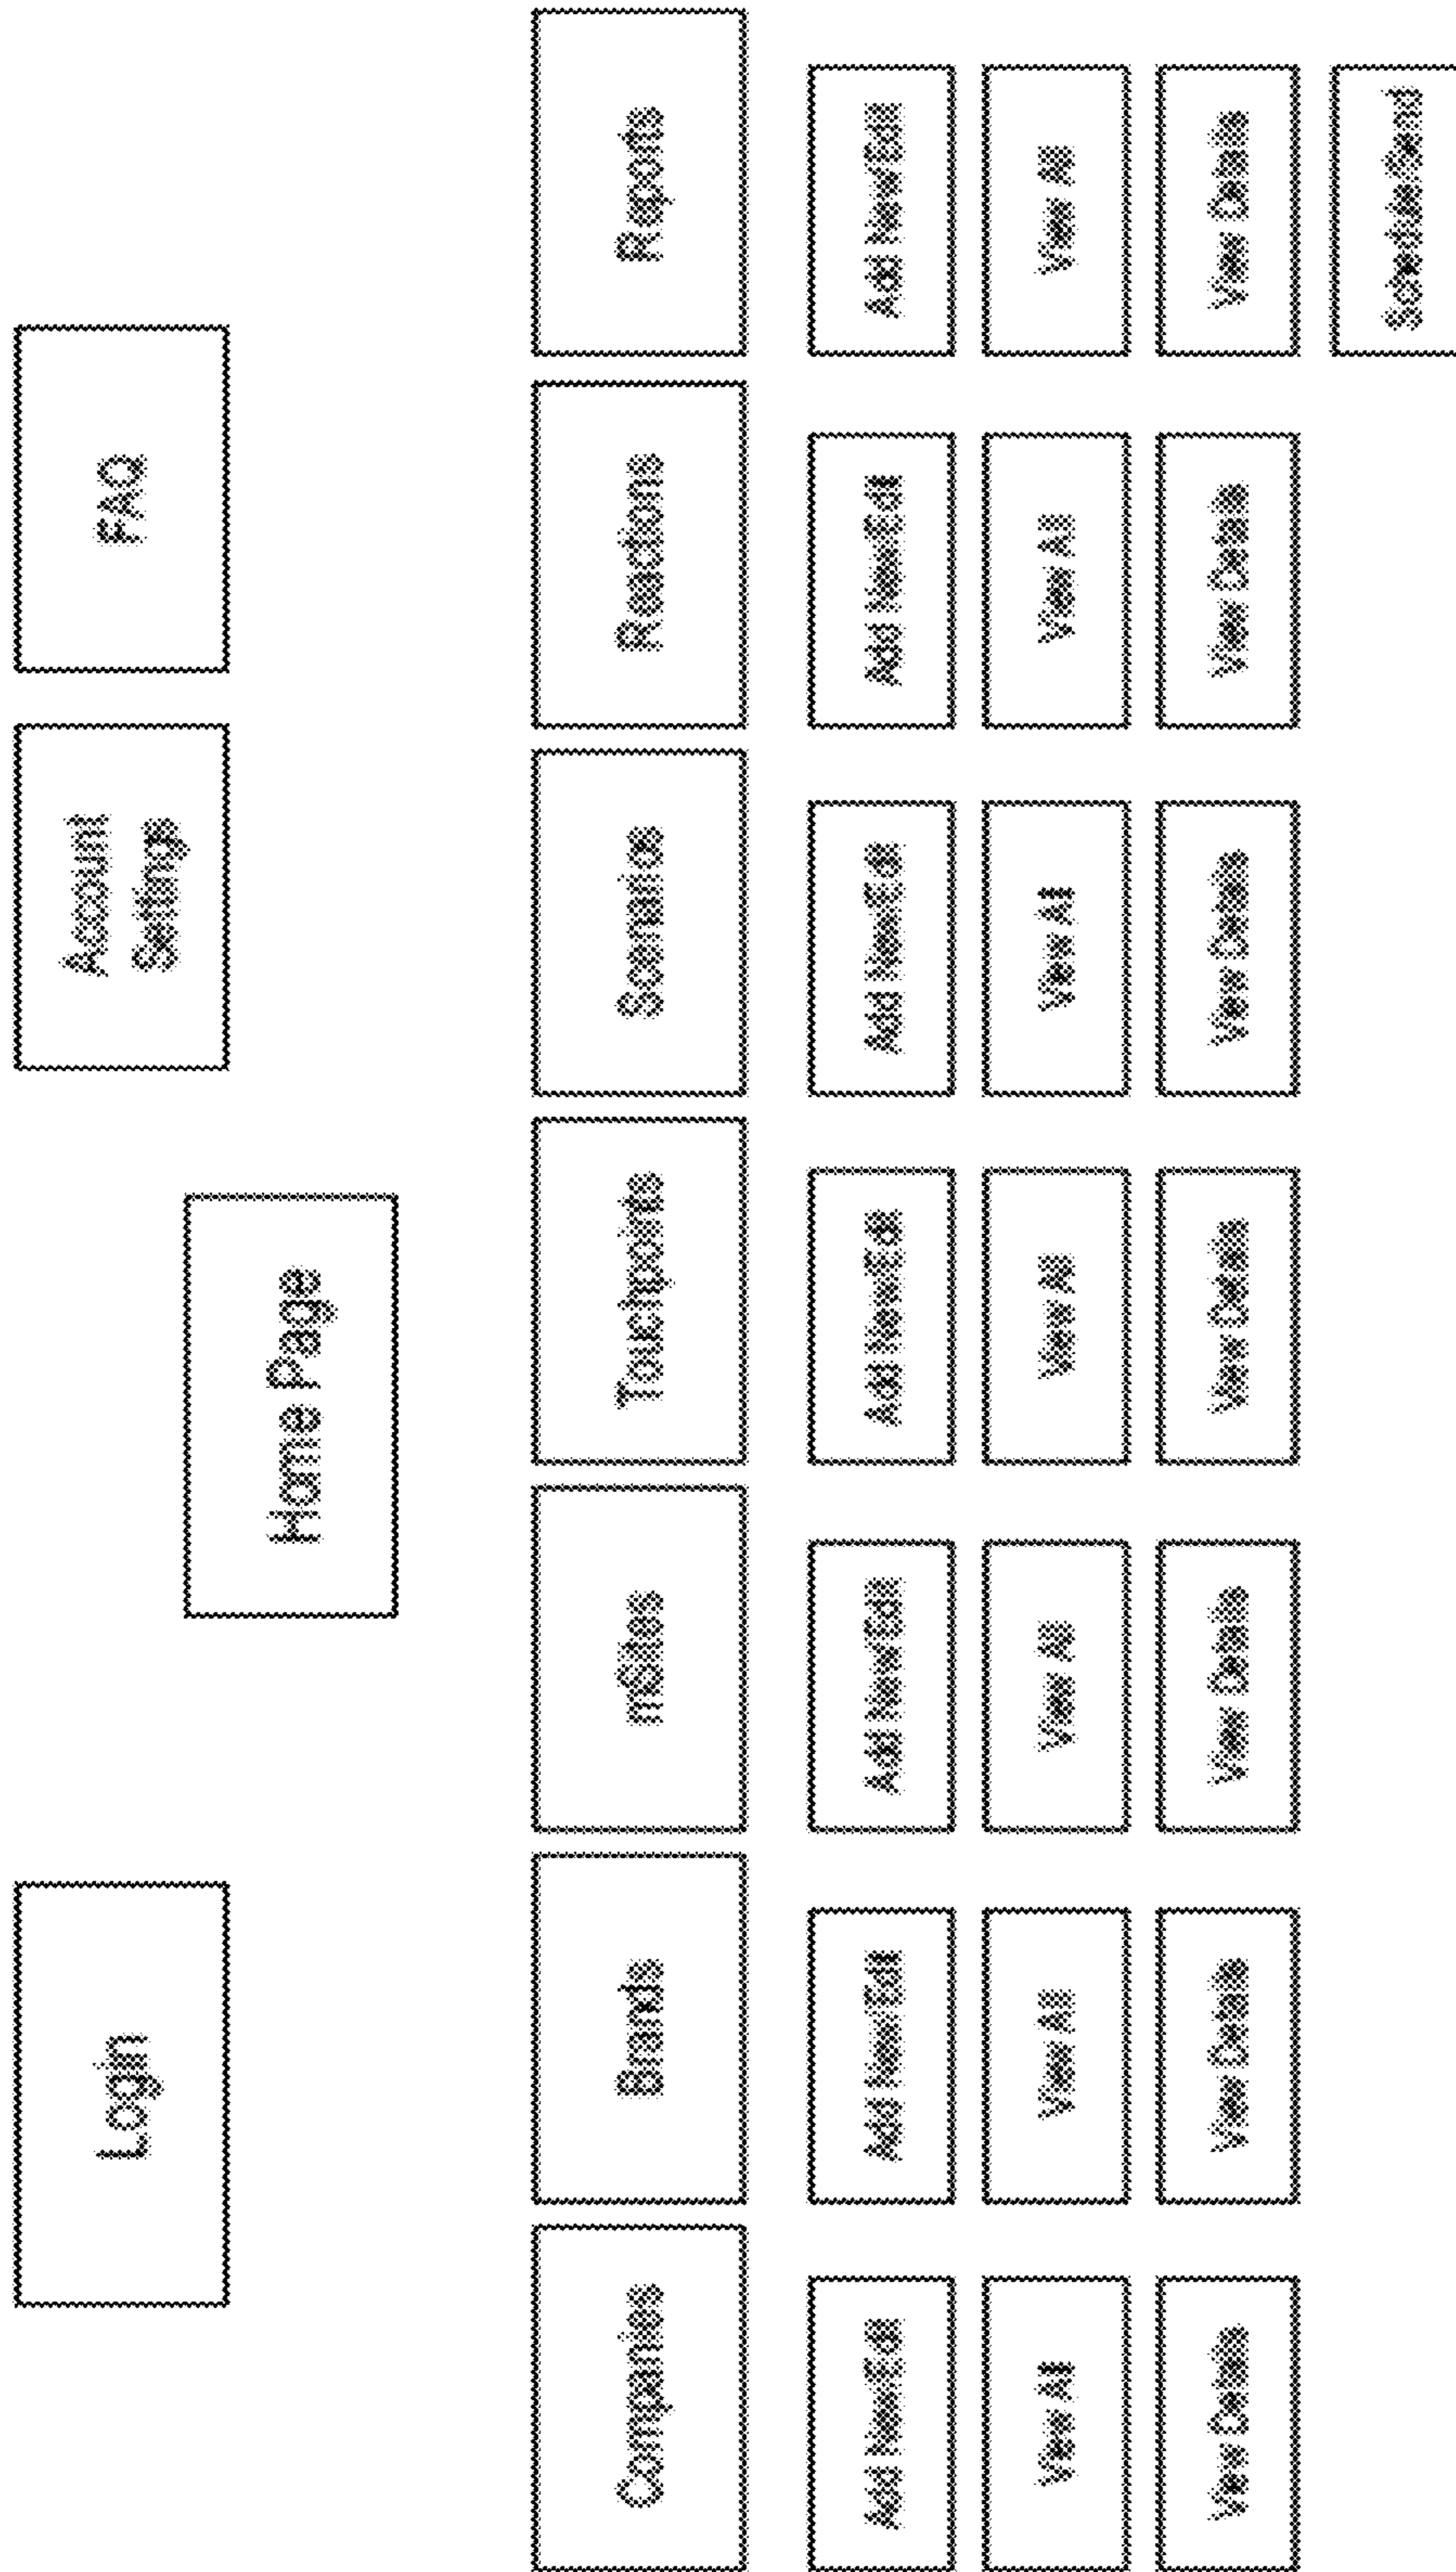 Login
Home Page
Account
Settings
FAQ
Companies
Brands
mSites
Touchpoints
Scenarios
Reactions
Reports
Add New/Edit
Add New/Edit
Add New/Edit
Add New/Edit
Add New/Edit
Add New/Edit
Add New/Edit
View All
View All
View All
View All
View All
View All
View All
View Details
View Details
View Details
View Details
View Details
View Details
View Details
Schedule/Send